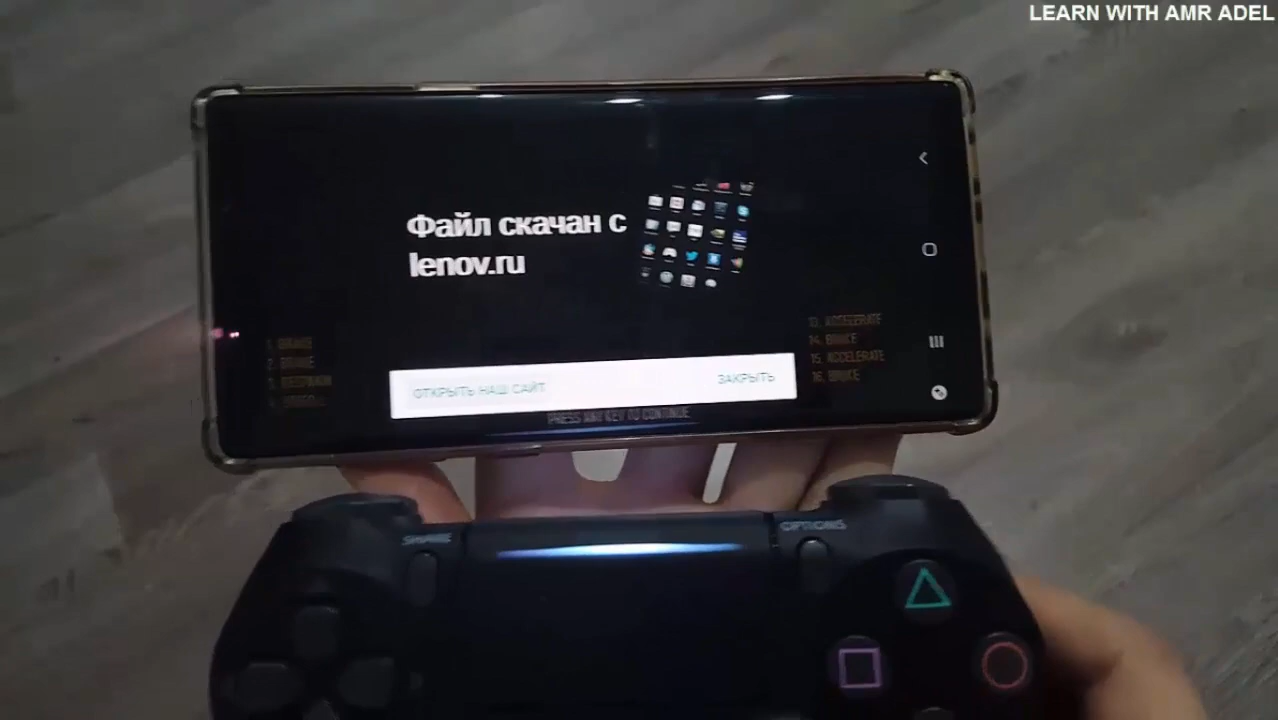 LEARN WITH AMR ADEL
Файл скачан с
lenov.ru
1. BRAKE
2. BRAKE
13. ACCELERATE
14. BRAKE
15. ACCELERATE
16. BRAKE
ОТКРЫТЬ НАШ САЙТ
ЗАКРЫТЬ
PRESS ANY KEY TO CONTINUE
SHARE
OPTIONS